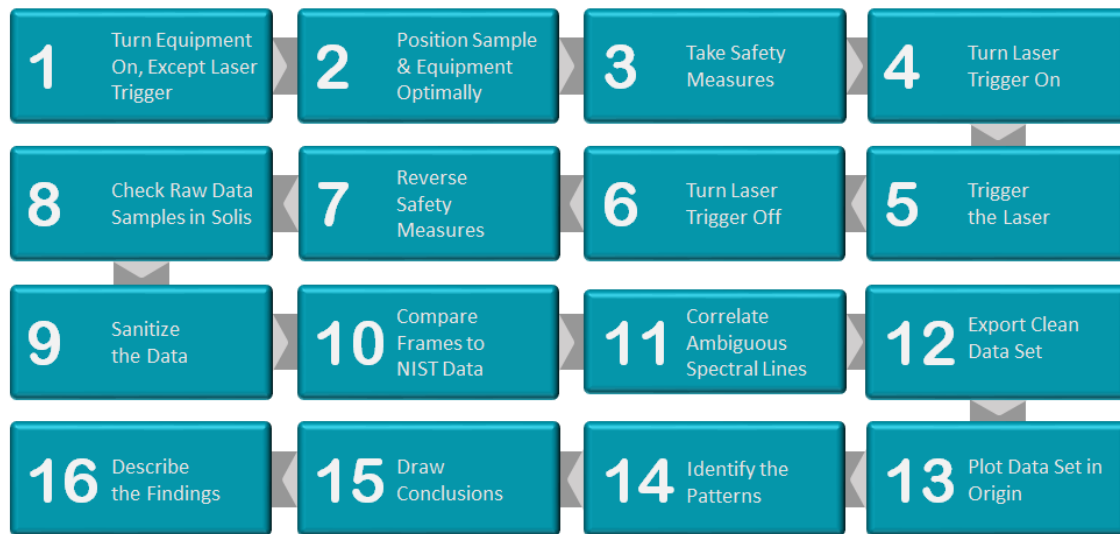 1
Turn Equipment
On, Except Laser
Trigger
2
Position Sample
& Equipment
Optimally
3
Take Safety
Measures
4
Turn Laser
Trigger On
5
Trigger
the Laser
6
Turn Laser
Trigger Off
7
Reverse
Safety
Measures
8
Check Raw Data
Samples in Solis
9
Sanitize
the Data
10
Compare
Frames to
NIST Data
11
Correlate
Ambiguous
Spectral Lines
12
Export Clean
Data Set
13
Plot Data Set in
Origin
14
Identify the
Patterns
15
Draw
Conclusions
16
Describe
the Findings